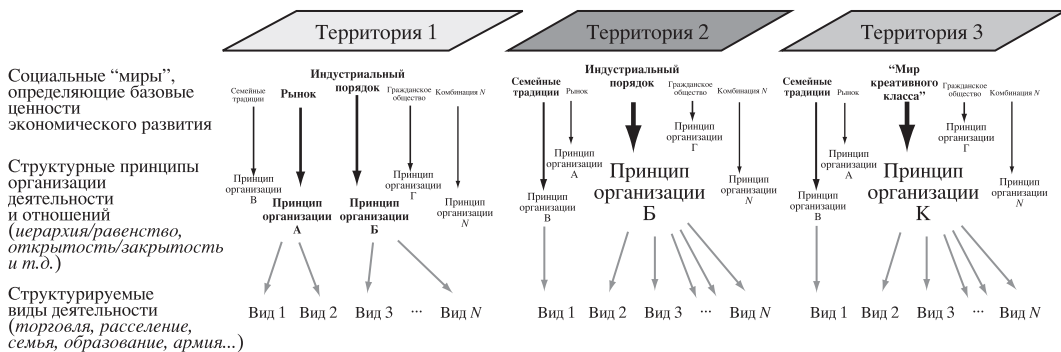 Территория 1
Территория 2
Территория 3
Социальные “миры”,
определяющие базовые
ценности
экономического развития
Структурные принципы
организации
деятельности
и отношений
(иерархия/равенство,
открытость/закрытость
и т.д.)
Структурируемые
виды деятельности
(торговля, расселение,
семья, образование, армия...)
Семейные
традиции
Рынок
Индустриальный
порядок
Гражданское
общество
Комбинация N
Принцип
организации
В
Принцип
организации
А
Принцип
организации
Б
Принцип
организации
Г
Принцип
организации
N
Вид 1 Вид 2 Вид 3 ... Вид N
Семейные
традиции
Рынок
Индустриальный
порядок
Гражданское
общество
Комбинация N
Принцип
организации
В
Принцип
организации
А
Принцип
организации
Б
Принцип
организации
Г
Принцип
организации
N
Вид 1 Вид 2 Вид 3 ... Вид N
Семейные
традиции
Рынок
“Мир
креативного
класса”
Гражданское
общество
Комбинация N
Принцип
организации
В
Принцип
организации
А
Принцип
организации
К
Принцип
организации
Г
Принцип
организации
N
Вид 1 Вид 2 Вид 3 ... Вид N